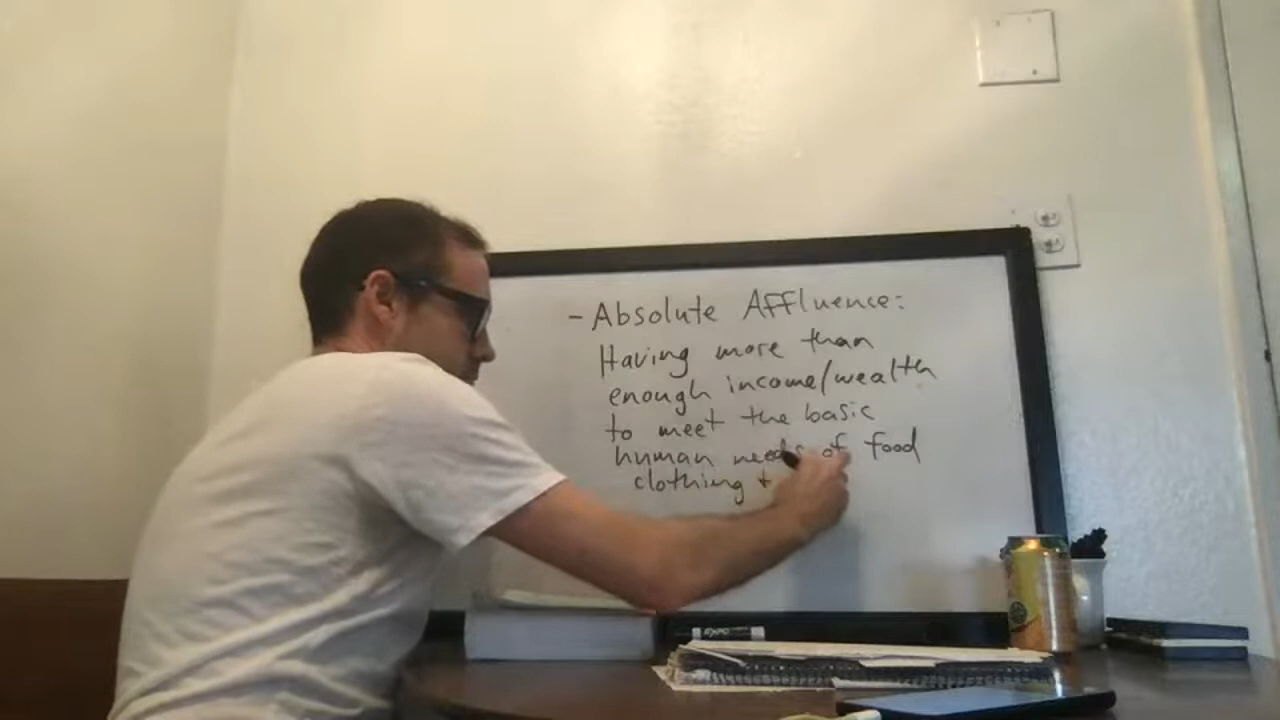 - Absolute Affluence:
Having more than
enough income/wealth
to meet the basic
human needs of food
clothing +